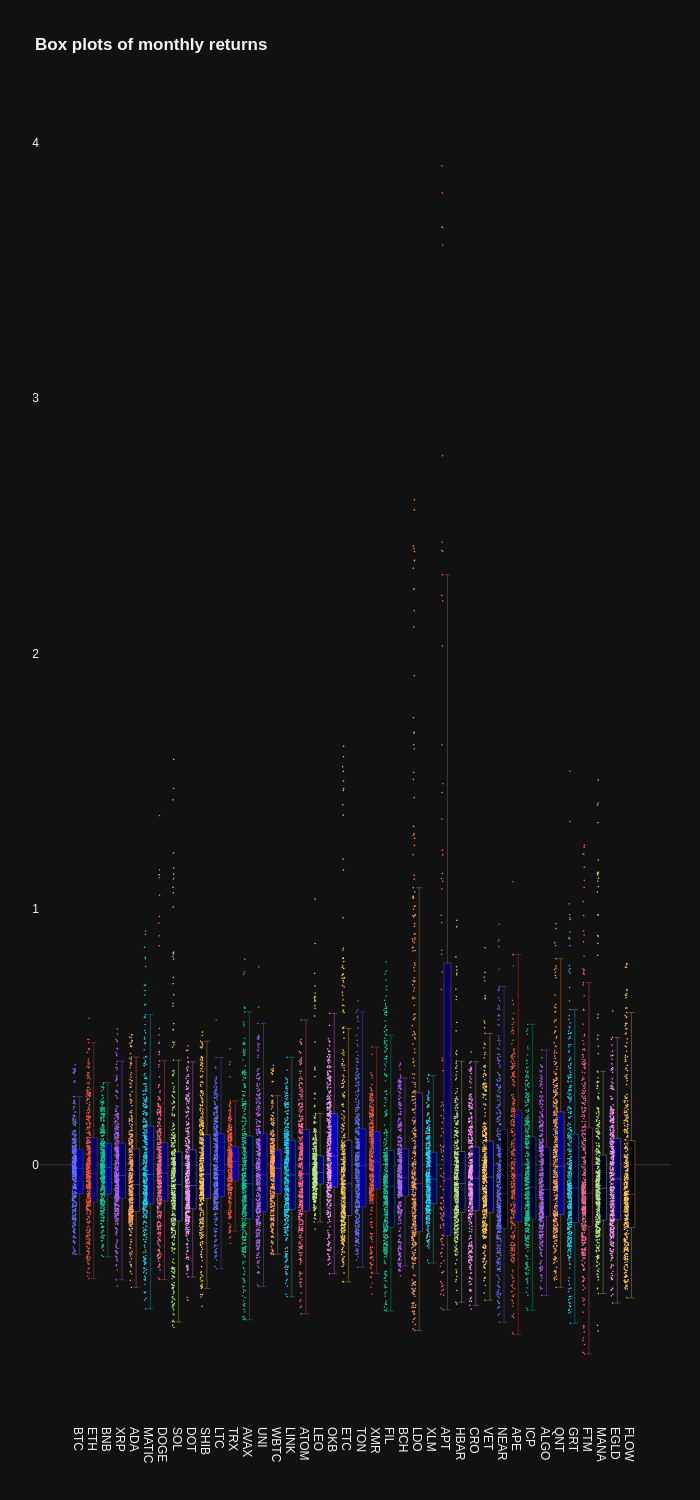 Box plots of monthly returns
4
3
2
1
0
BTC
ETH
BNB
XRP
ADA
MATIC
DOGE
SOL
DOT
SHIB
LTC
TRX
AVAX
UNI
WBTC
LINK
ATOM
LEO
OKB
ETC
TON
XMR
FIL
BCH
LDO
XLM
APT
HBAR
CRO
VET
NEAR
APE
ICP
ALGO
QNT
GRT
FTM
MANA
EGLD
FLOW